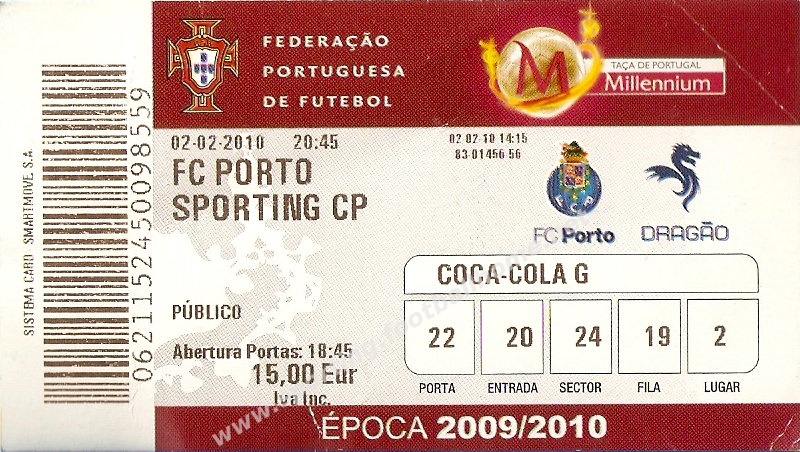 SISTEMA CARD SMARTMOVE S.A.
0621152450098559
FEDERAÇÃO
PORTUGUESA
DE FUTEBOL
M
TAÇA DE PORTUGAL
Millennium
02-02-2010 20:45
02-02-10 14:15
83-01456 56
FC PORTO
SPORTING CP
FC Porto
DRAGÃO
COCA-COLA G
PÚBLICO
22 20 24 19 2
PORTA ENTRADA SECTOR FILA LUGAR
Abertura Portas: 18:45
15,00 Eur
Iva Inc.
ÉPOCA 2009/2010